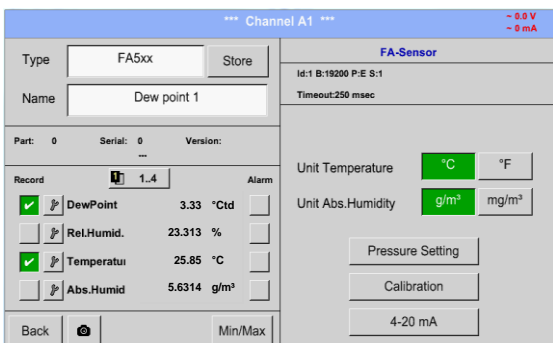 *** Channel A1 ***
~ 0.0 V
~ 0 mA
Type FA5xx Store
Name Dew point 1
Part: 0 Serial: 0 Version:
---
Record 1 1..4 Alarm
DewPoint 3.33 °Ctd
Rel.Humid. 23.313 %
Temperatur 25.85 °C
Abs.Humid 5.6314 g/m³
Back Min/Max
FA-Sensor
Id:1 B:19200 P:E S:1
Timeout:250 msec
Unit Temperature °C °F
Unit Abs.Humidity g/m³ mg/m³
Pressure Setting
Calibration
4-20 mA